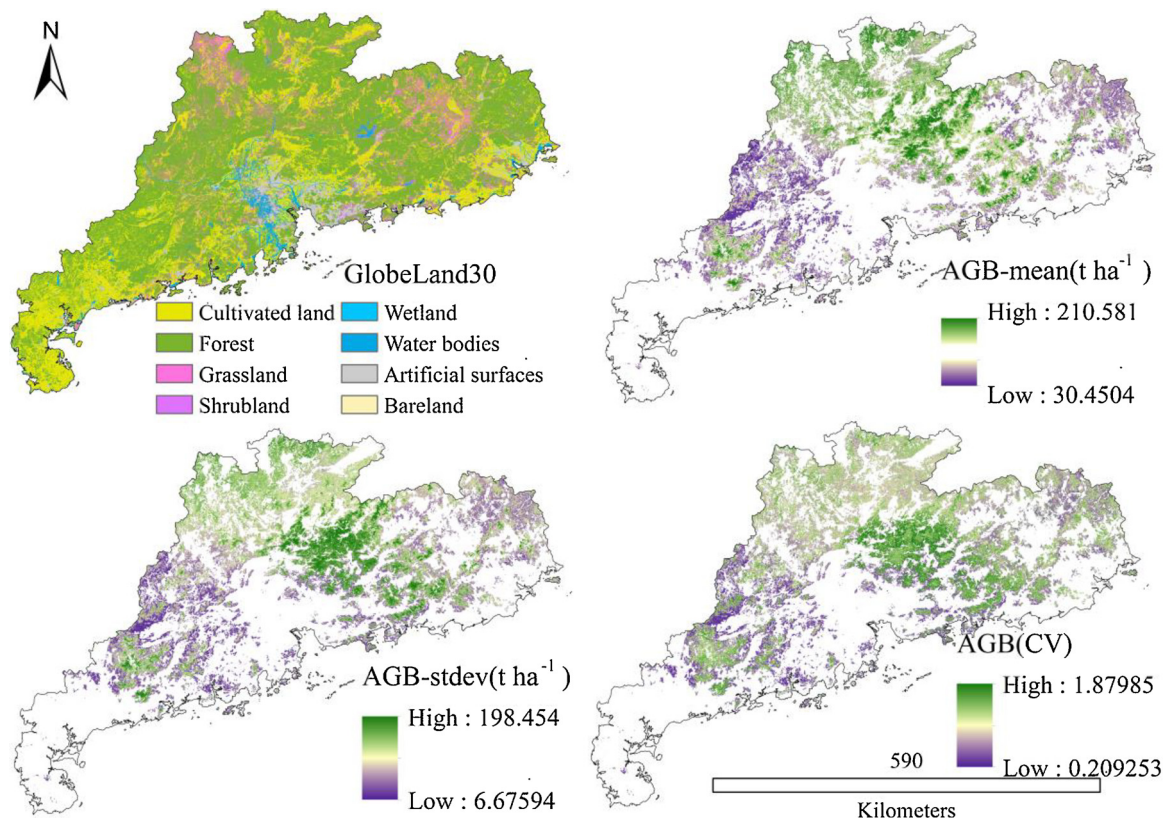 N
GlobeLand30
Cultivated land
Wetland
Forest
Water bodies
Grassland
Artificial surfaces
Shrubland
Bareland
AGB-mean(t ha⁻¹ )
High : 210.581
Low : 30.4504
AGB-stdev(t ha⁻¹ )
High : 198.454
Low : 6.67594
AGB(CV)
High : 1.87985
Low : 0.209253
590
Kilometers